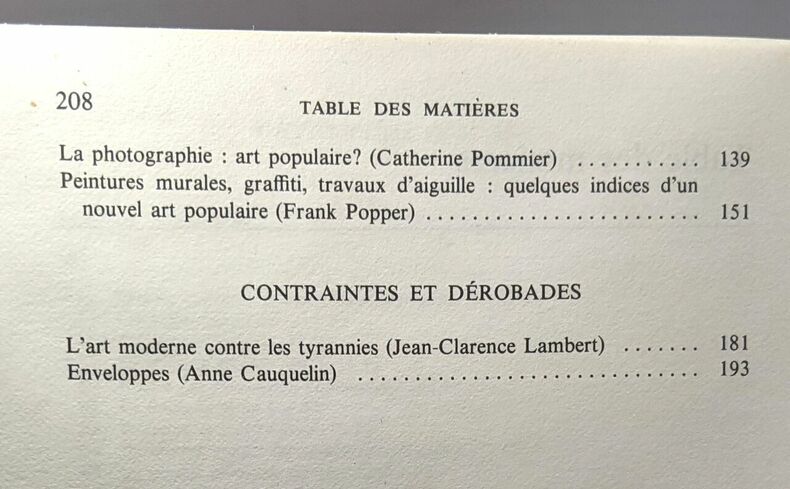 208
TABLE DES MATIÈRES
La photographie : art populaire? (Catherine Pommier) ........... 139
Peintures murales, graffiti, travaux d'aiguille : quelques indices d'un
nouvel art populaire (Frank Popper) ......................... 151
CONTRAINTES ET DÉROBADES
L'art moderne contre les tyrannies (Jean-Clarence Lambert) ....... 181
Enveloppes (Anne Cauquelin) ............................... 193